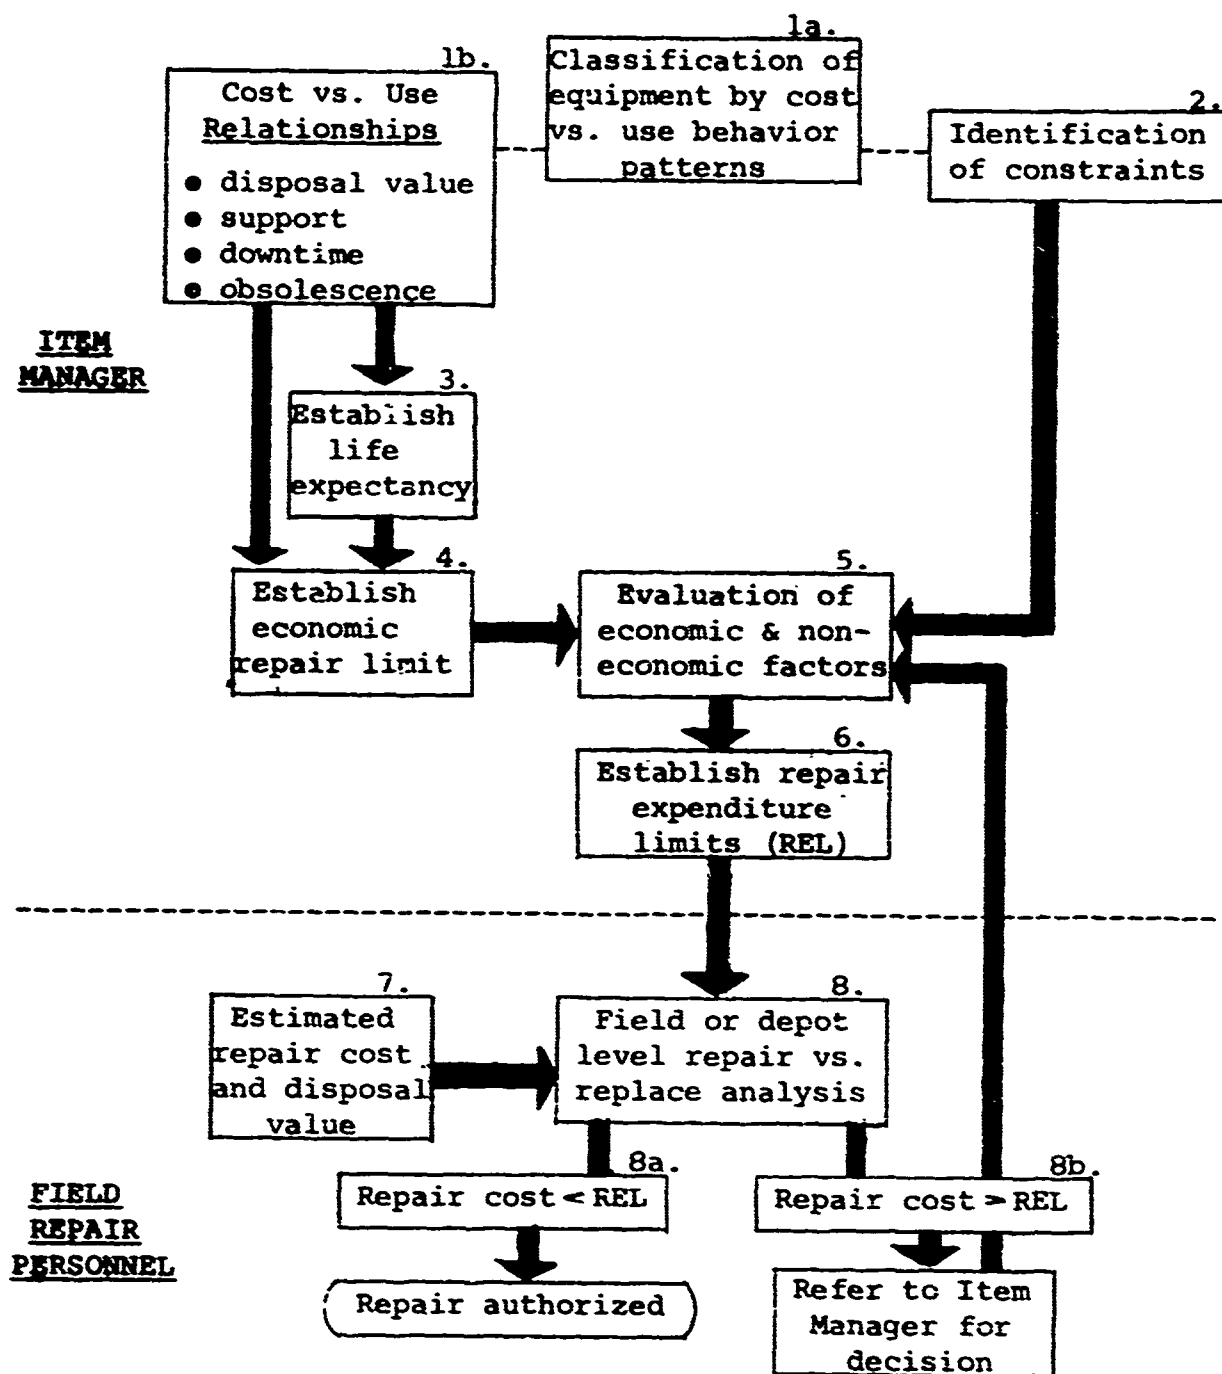 1a.
Classification of
equipment by cost
vs. use behavior
patterns
1b.
Cost vs. Use
Relationships
• disposal value
• support
• downtime
• obsolescence
2.
Identification
of constraints
ITEM
MANAGER
3.
Establish
life
expectancy
4.
Establish
economic
repair limit
5.
Evaluation of
economic & non-
economic factors
6.
Establish repair
expenditure
limits (REL)
7.
Estimated
repair cost
and disposal
value
8.
Field or depot
level repair vs.
replace analysis
FIELD
REPAIR
PERSONNEL
8a.
Repair cost < REL
Repair authorized
8b.
Repair cost > REL
Refer to Item
Manager for
decision